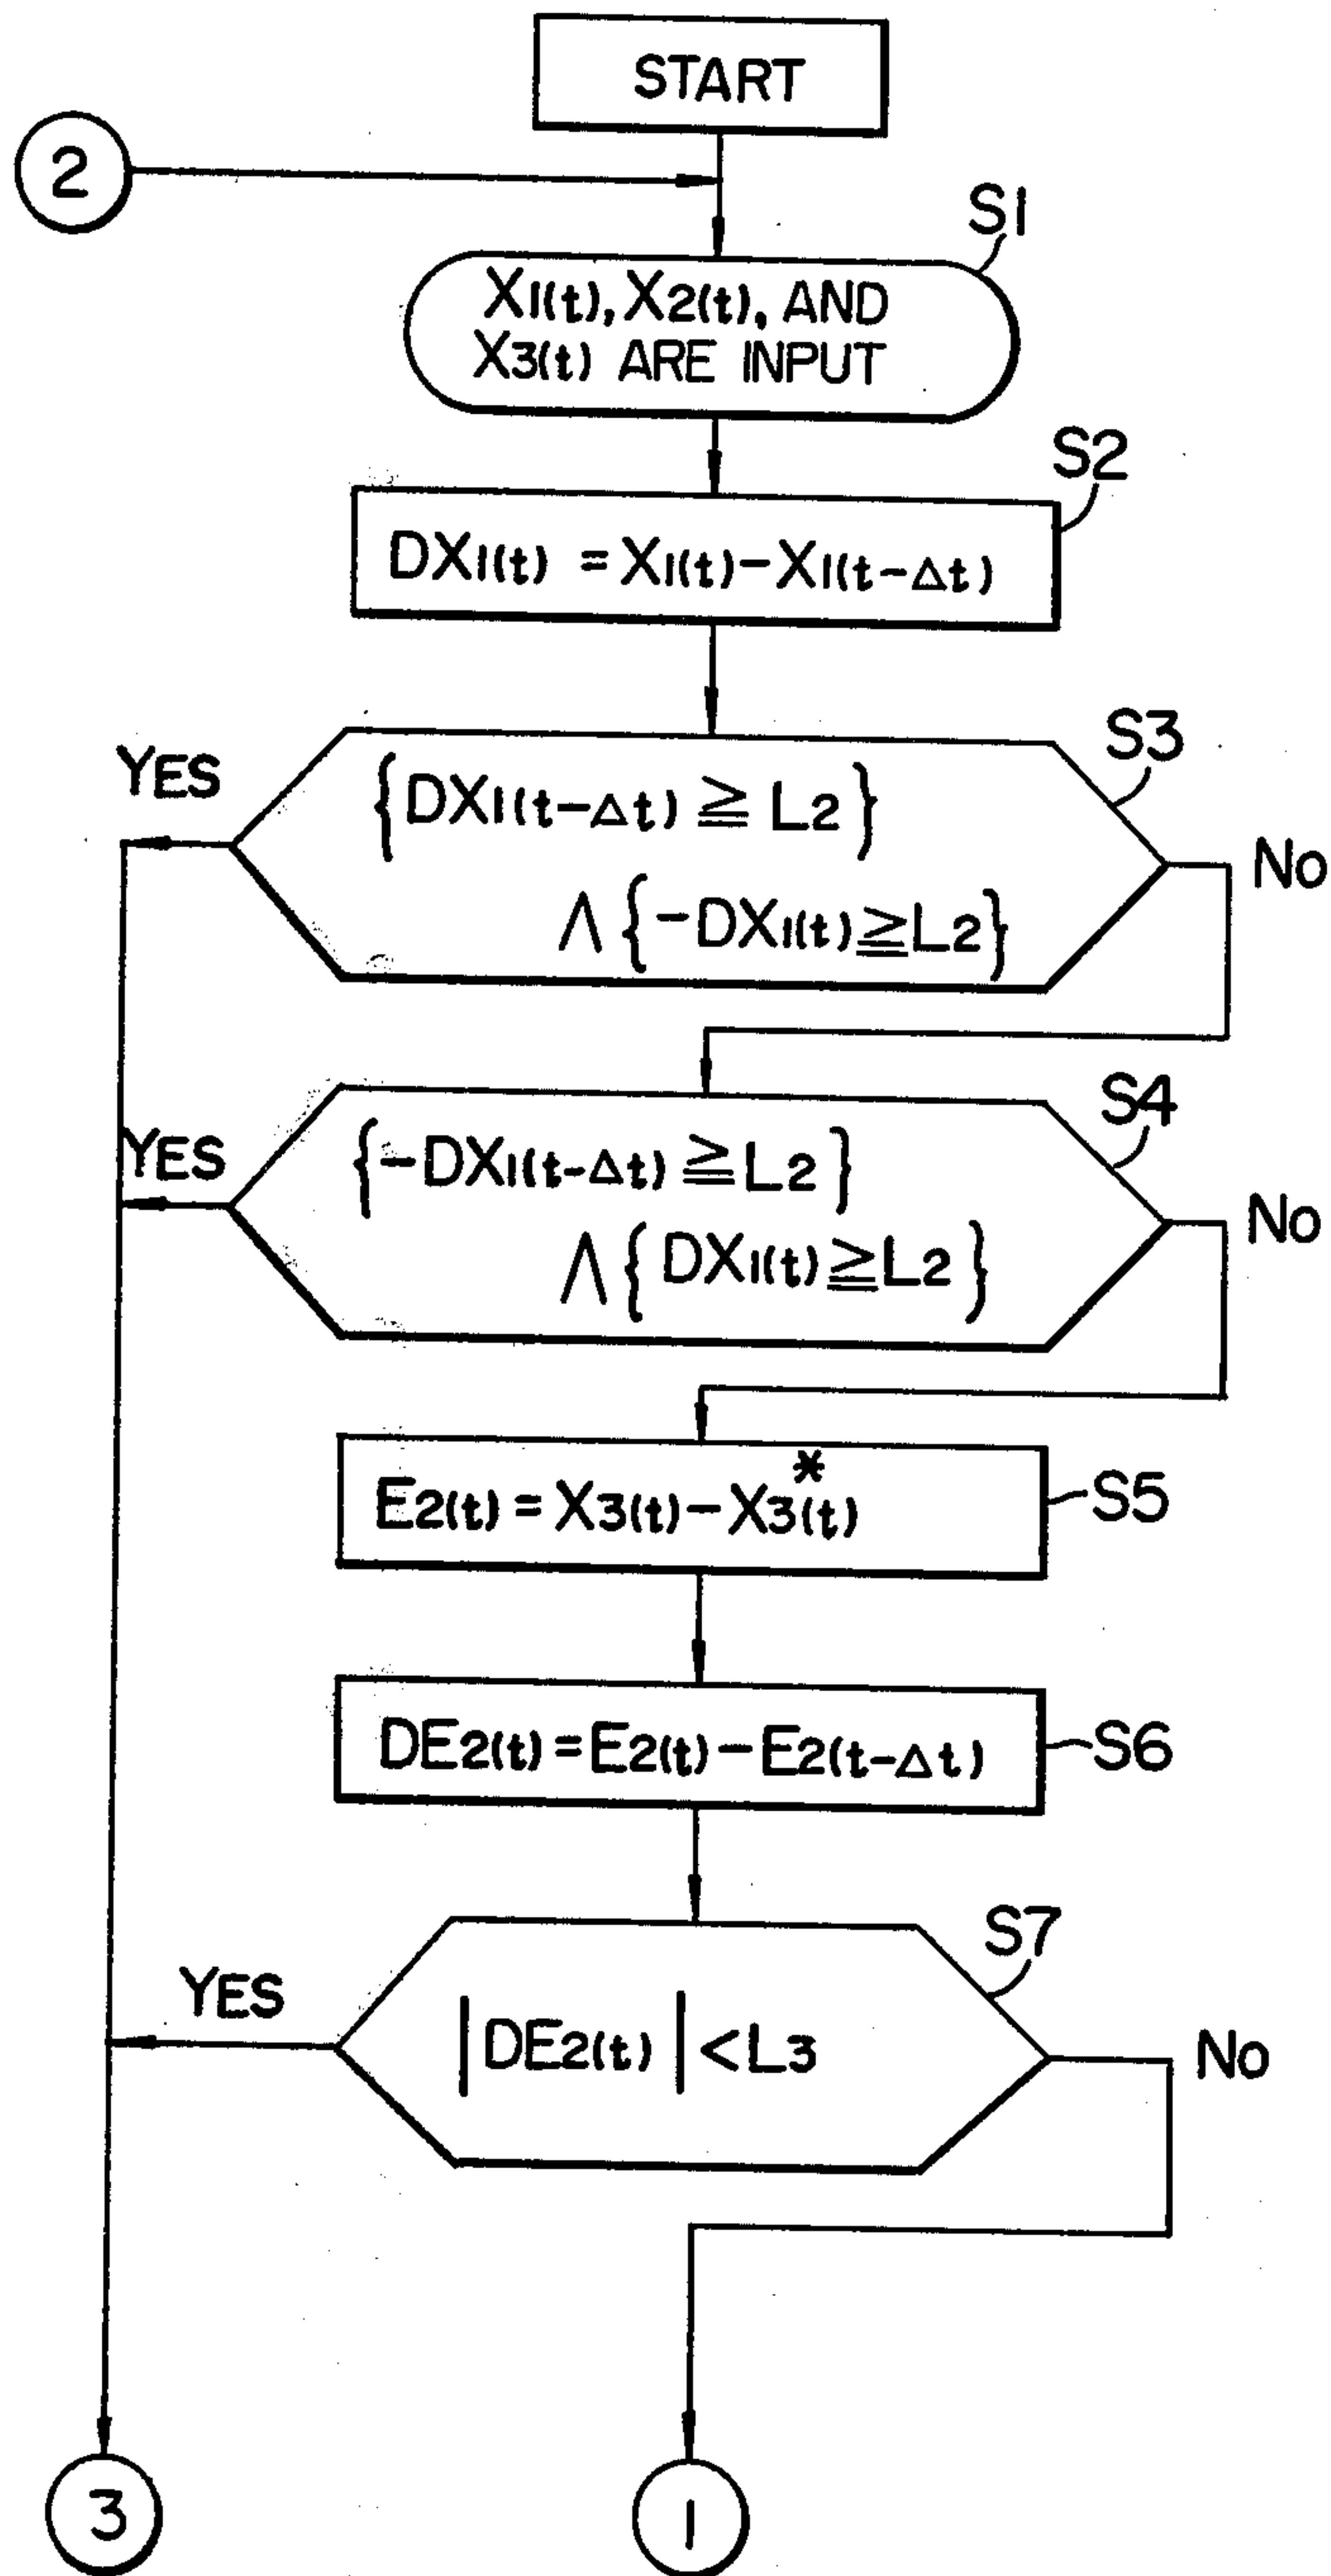 START
2
S1
X1(t), X2(t), AND
X3(t) ARE INPUT
S2
DX1(t) = X1(t)-X1(t-Δt)
S3
YES
{DX1(t-Δt) ≧ L2}
No
Λ {-DX1(t) ≧ L2}
S4
YES
{-DX1(t-Δt) ≧ L2}
No
Λ { DX1(t) ≧ L2 }
E2(t) = X3(t)-X3*(t)
S5
DE2(t) = E2(t)-E2(t-Δt)
S6
S7
YES
|DE2(t)| < L3
No
3
1